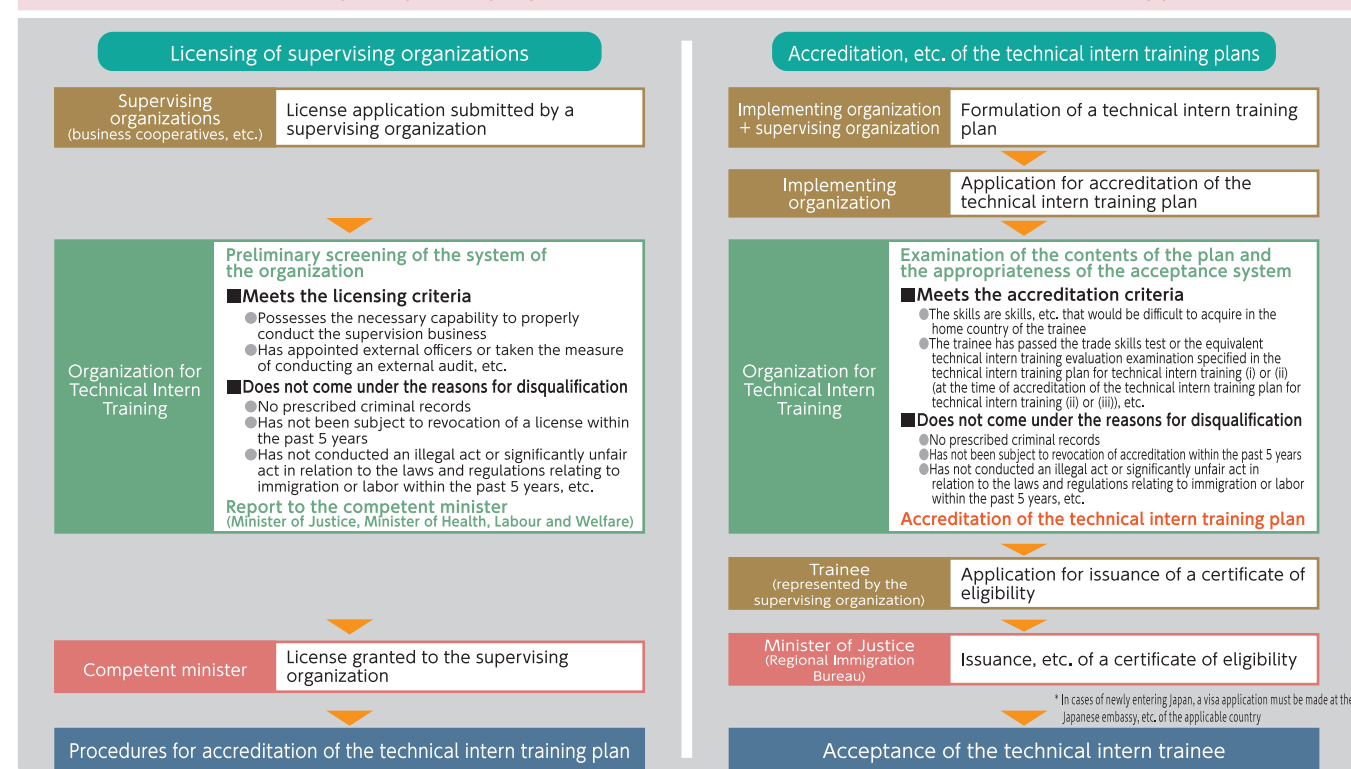 Licensing of supervising organizations
Supervising
organizations
(business cooperatives, etc.)
License application submitted by a
supervising organization
Organization for
Technical Intern
Training
Preliminary screening of the system of
the organization
■Meets the licensing criteria
●Possesses the necessary capability to properly
conduct the supervision business
●Has appointed external officers or taken the measure
of conducting an external audit, etc.
■Does not come under the reasons for disqualification
●No prescribed criminal records
●Has not been subject to revocation of a license within
the past 5 years
●Has not conducted an illegal act or significantly unfair
act in relation to the laws and regulations relating to
immigration or labor within the past 5 years, etc.
Report to the competent minister
(Minister of Justice, Minister of Health, Labour and Welfare)
Competent minister
License granted to the supervising
organization
Procedures for accreditation of the technical intern training plan
Accreditation, etc. of the technical intern training plans
Implementing organization
+ supervising organization
Formulation of a technical intern training
plan
Implementing
organization
Application for accreditation of the
technical intern training plan
Organization for
Technical Intern
Training
Examination of the contents of the plan and
the appropriateness of the acceptance system
■Meets the accreditation criteria
●The skills are skills, etc. that would be difficult to acquire in the
home country of the trainee
●The trainee has passed the trade skills test or the equivalent
technical intern training evaluation examination specified in the
technical intern training plan for technical intern training (i) or (ii)
(at the time of accreditation of the technical intern training plan for
technical intern training (ii) or (iii)), etc.
■Does not come under the reasons for disqualification
●No prescribed criminal records
●Has not been subject to revocation of accreditation within the past 5 years
●Has not conducted an illegal act or significantly unfair act in
relation to the laws and regulations relating to immigration or labor
within the past 5 years, etc.
Accreditation of the technical intern training plan
Trainee
(represented by the
supervising organization)
Application for issuance of a certificate of
eligibility
Minister of Justice
(Regional Immigration
Bureau)
Issuance, etc. of a certificate of eligibility
* In cases of newly entering Japan, a visa application must be made at the
Japanese embassy, etc. of the applicable country
Acceptance of the technical intern trainee